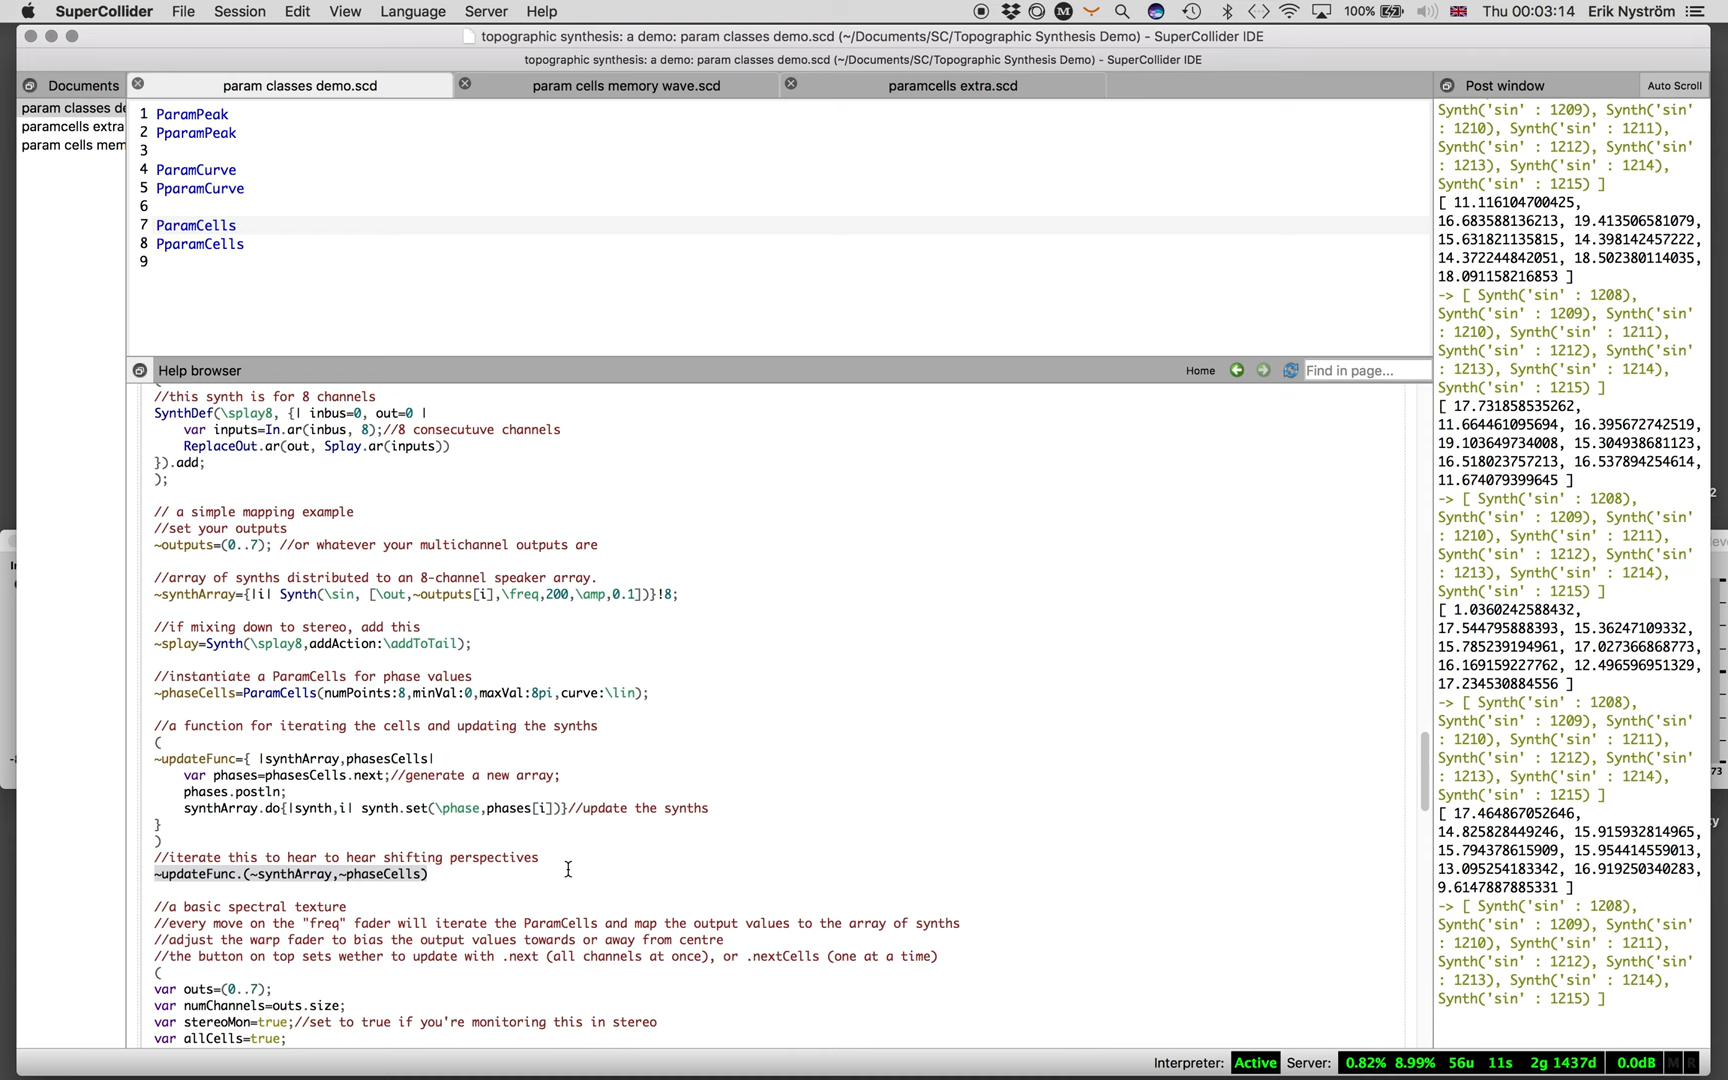 SuperCollider File Session Edit View Language Server Help 100% Thu 00:03:14 Erik Nyström
topographic synthesis: a demo: param classes demo.scd (~/Documents/SC/Topographic Synthesis Demo) - SuperCollider IDE
topographic synthesis: a demo: param classes demo.scd (~/Documents/SC/Topographic Synthesis Demo) - SuperCollider IDE
Documents
param classes de
paramcells extra
param cells mem
param classes demo.scd param cells memory wave.scd paramcells extra.scd
1 ParamPeak
2 PparamPeak
3
4 ParamCurve
5 PparamCurve
6
7 ParamCells
8 PparamCells
9
Help browser Home Find in page...
(
//this synth is for 8 channels
SynthDef(\splay8, {| inbus=0, out=0 |
var inputs=In.ar(inbus, 8);//8 consecutuve channels
ReplaceOut.ar(out, Splay.ar(inputs))
}).add;
);
// a simple mapping example
//set your outputs
~outputs=(0..7); //or whatever your multichannel outputs are
//array of synths distributed to an 8-channel speaker array.
~synthArray={|i| Synth(\sin, [\out,~outputs[i],\freq,200,\amp,0.1])}!8;
//if mixing down to stereo, add this
~splay=Synth(\splay8,addAction:\addToTail);
//instantiate a ParamCells for phase values
~phaseCells=ParamCells(numPoints:8,minVal:0,maxVal:8pi,curve:\lin);
//a function for iterating the cells and updating the synths
(
~updateFunc={ |synthArray,phasesCells|
var phases=phasesCells.next;//generate a new array;
phases.postln;
synthArray.do{|synth,i| synth.set(\phase,phases[i])}//update the synths
}
)
//iterate this to hear to hear shifting perspectives
~updateFunc.(~synthArray,~phaseCells)
//a basic spectral texture
//every move on the "freq" fader will iterate the ParamCells and map the output values to the array of synths
//adjust the warp fader to bias the output values towards or away from centre
//the button on top sets wether to update with .next (all channels at once), or .nextCells (one at a time)
(
var outs=(0..7);
var numChannels=outs.size;
var stereoMon=true;//set to true if you're monitoring this in stereo
var allCells=true;
Post window Auto Scroll
Synth('sin' : 1209), Synth('sin'
: 1210), Synth('sin' : 1211),
Synth('sin' : 1212), Synth('sin'
: 1213), Synth('sin' : 1214),
Synth('sin' : 1215) ]
[ 11.116104700425,
16.683588136213, 19.413506581079,
15.631821135815, 14.398142457222,
14.372244842051, 18.502380114035,
18.091158216853 ]
-> [ Synth('sin' : 1208),
Synth('sin' : 1209), Synth('sin'
: 1210), Synth('sin' : 1211),
Synth('sin' : 1212), Synth('sin'
: 1213), Synth('sin' : 1214),
Synth('sin' : 1215) ]
[ 17.731858535262,
11.664461095694, 16.395672742519,
19.103649734008, 15.304938681123,
16.518023757213, 16.537894254614,
11.674079399645 ]
-> [ Synth('sin' : 1208),
Synth('sin' : 1209), Synth('sin'
: 1210), Synth('sin' : 1211),
Synth('sin' : 1212), Synth('sin'
: 1213), Synth('sin' : 1214),
Synth('sin' : 1215) ]
[ 1.0360242588432,
17.544795888393, 15.36247109332,
15.785239194961, 17.027366868773,
16.169159227762, 12.496596951329,
17.234530884556 ]
-> [ Synth('sin' : 1208),
Synth('sin' : 1209), Synth('sin'
: 1210), Synth('sin' : 1211),
Synth('sin' : 1212), Synth('sin'
: 1213), Synth('sin' : 1214),
Synth('sin' : 1215) ]
[ 17.464867052646,
14.825828449246, 15.915932814965,
15.794378615909, 15.954414559013,
13.095254183342, 16.919250340283,
9.6147887885331 ]
-> [ Synth('sin' : 1208),
Synth('sin' : 1209), Synth('sin'
: 1210), Synth('sin' : 1211),
Synth('sin' : 1212), Synth('sin'
: 1213), Synth('sin' : 1214),
Synth('sin' : 1215) ]
Interpreter: Active Server: 0.82% 8.99% 56u 11s 2g 1437d 0.0dB M R